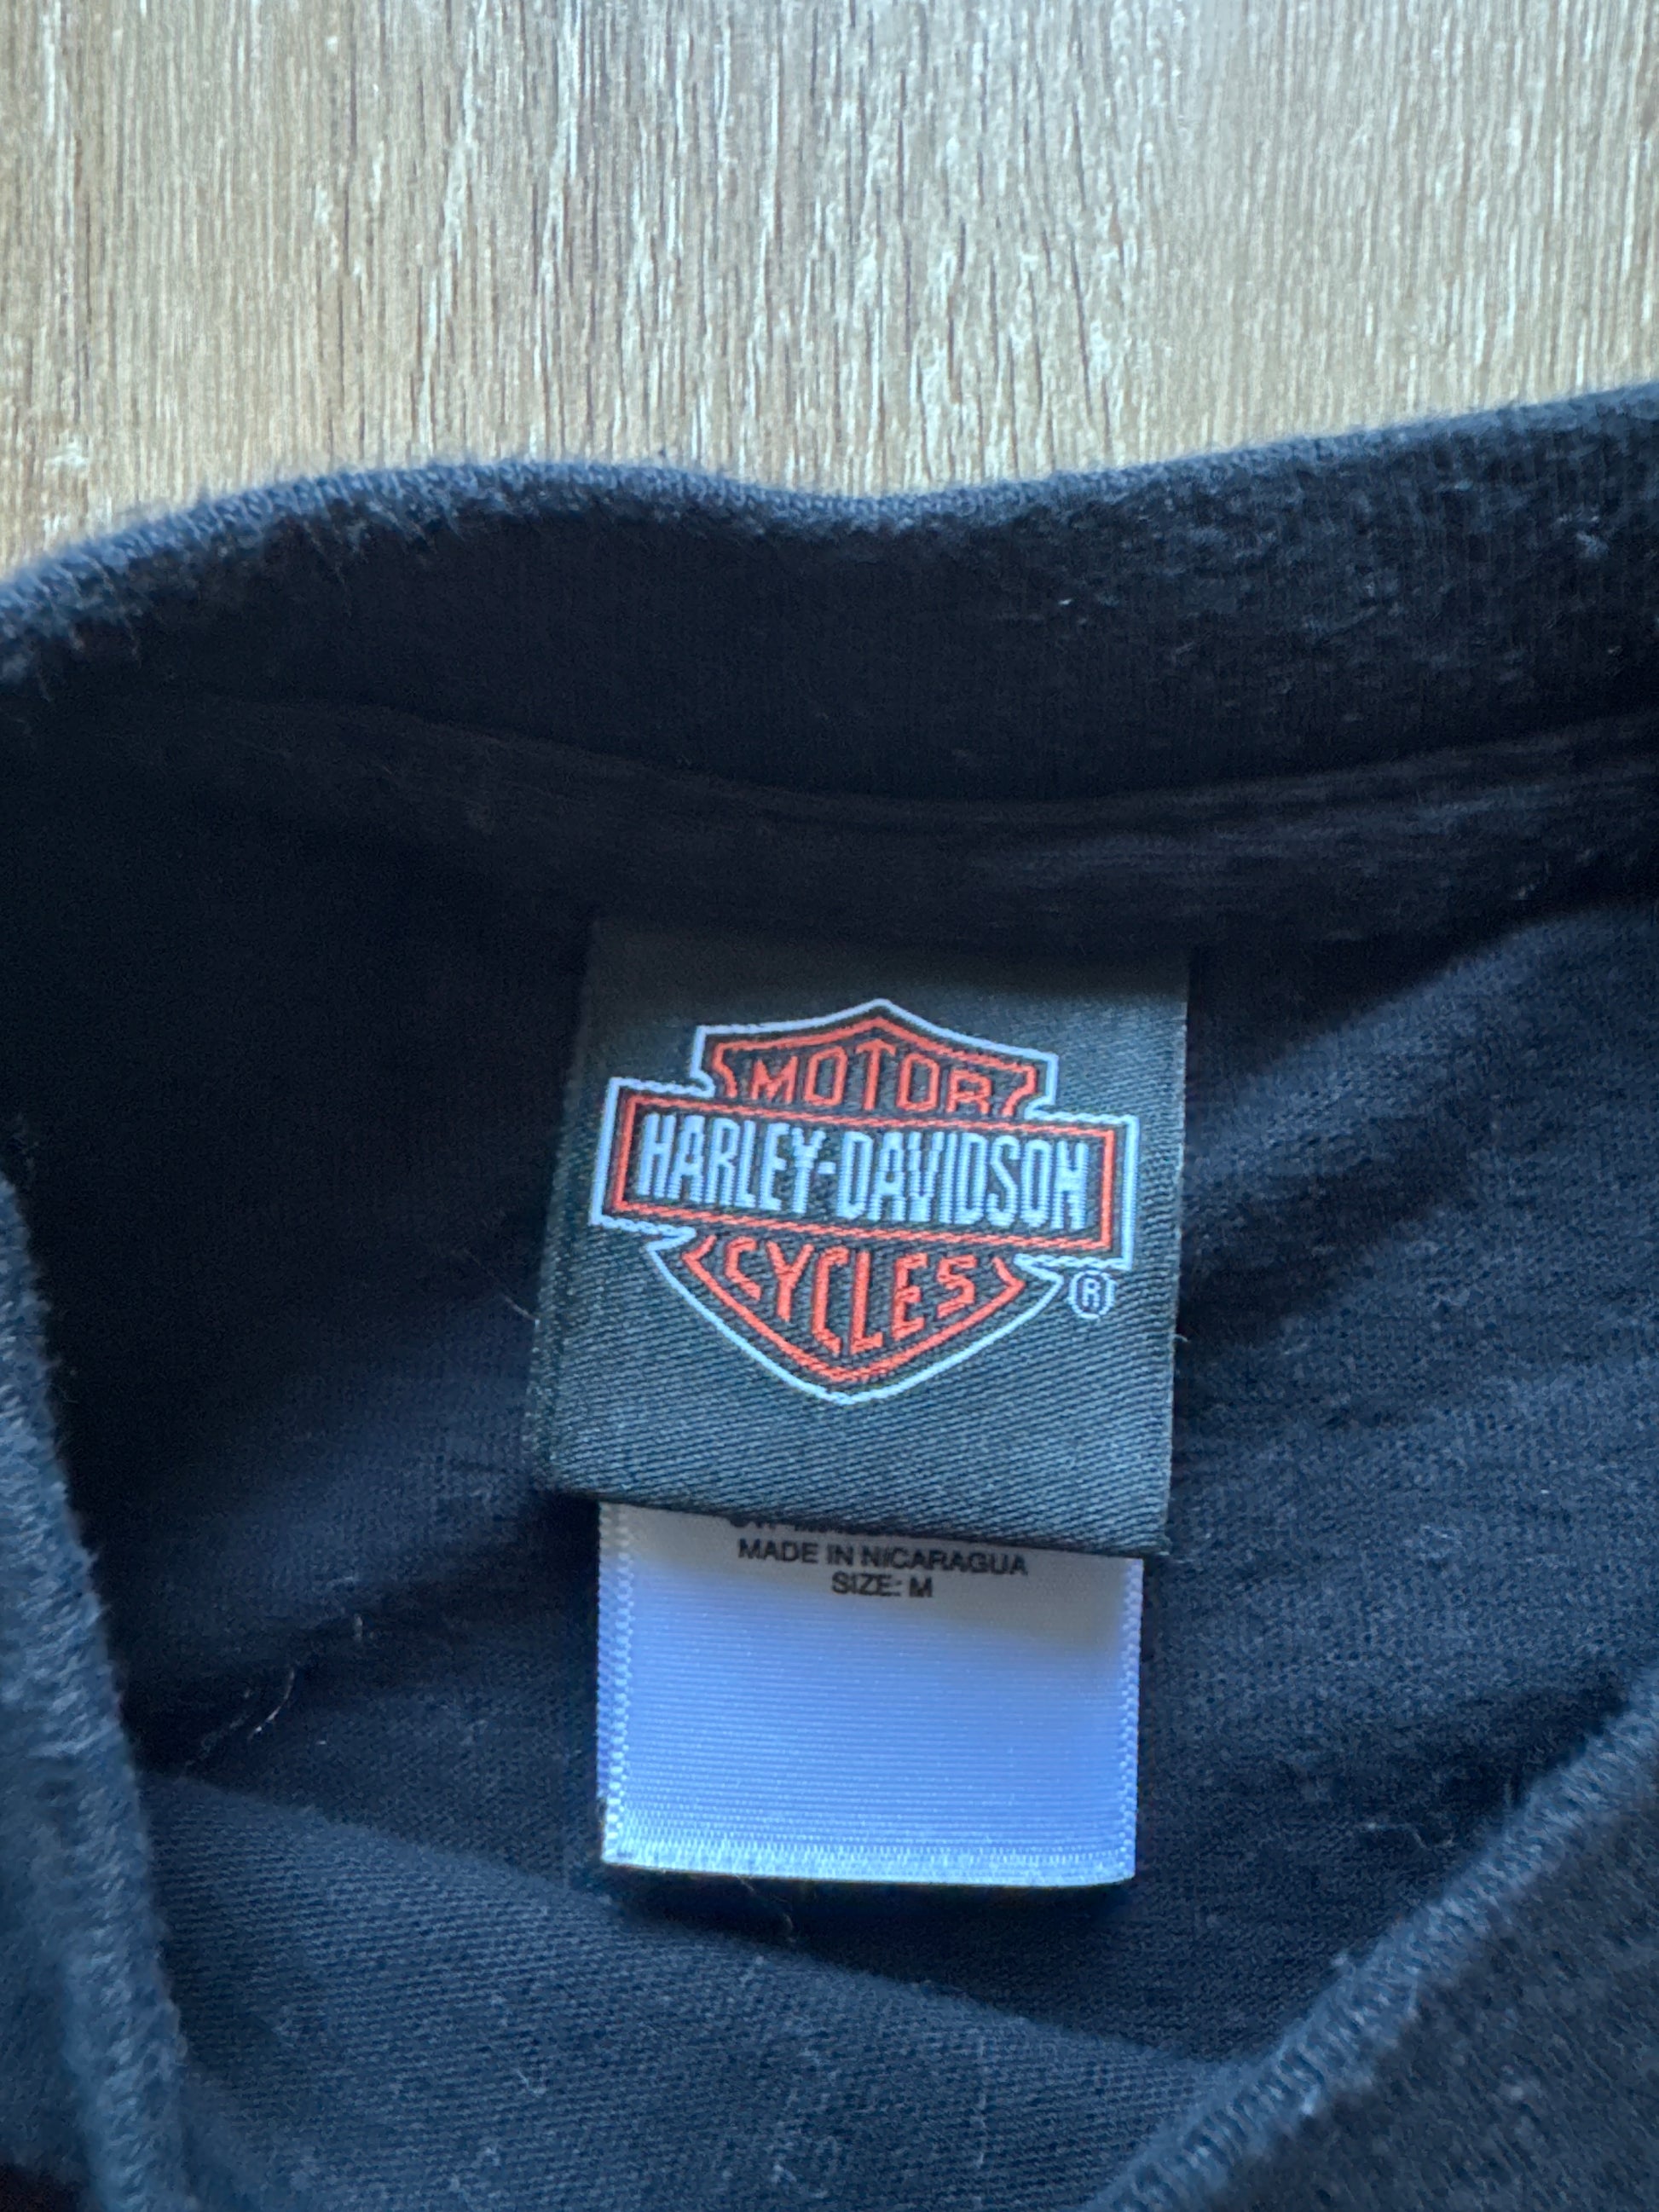 MOTOR
HARLEY-DAVIDSON
CYCLES
®
MADE IN NICARAGUA
SIZE: M